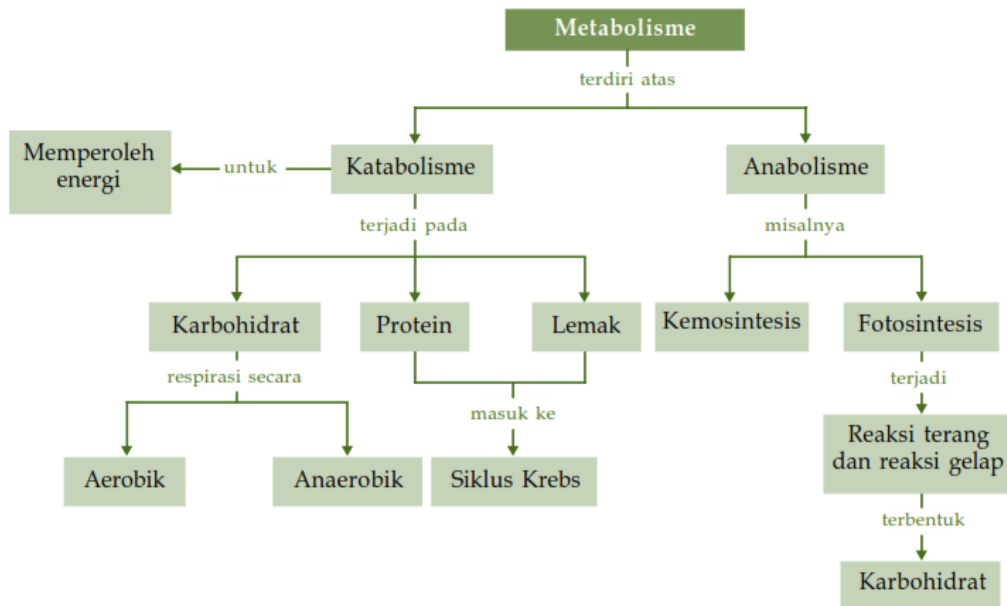 Metabolisme
terdiri atas
Memperoleh
energi
untuk
Katabolisme
Anabolisme
terjadi pada
misalnya
Karbohidrat
Protein
Lemak
Kemosintesis
Fotosintesis
respirasi secara
masuk ke
terjadi
Aerobik
Anaerobik
Siklus Krebs
Reaksi terang
dan reaksi gelap
terbentuk
Karbohidrat